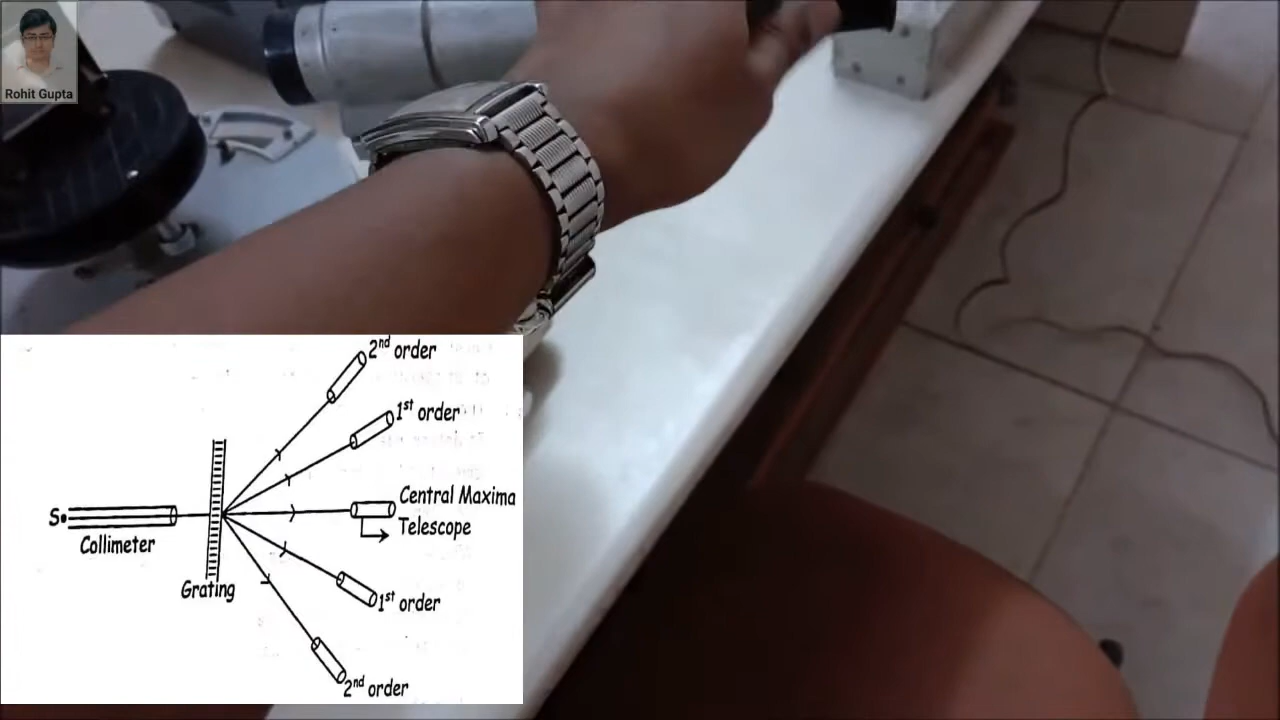 Rohit Gupta
2nd order
1st order
Central Maxima
Telescope
S
Collimeter
Grating
1st order
2nd order